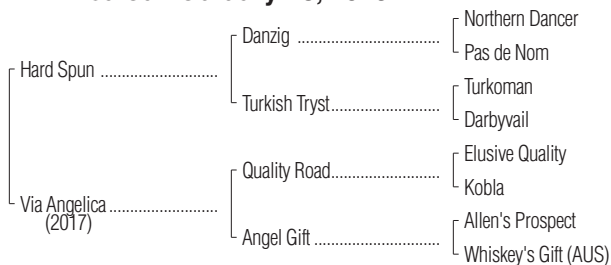 Northern Dancer
Danzig
Pas de Nom
Hard Spun
Turkoman
Turkish Tryst
Darbyvail
Elusive Quality
Quality Road
Kobla
Via Angelica
(2017)
Allen's Prospect
Angel Gift
Whiskey's Gift (AUS)